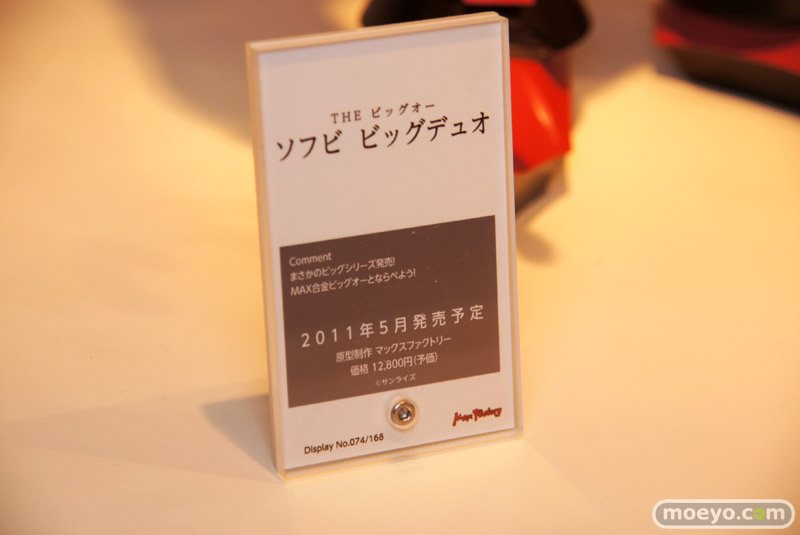 THE ビッグオー
ソフビ ビッグデュオ
Comment
まさかのビッグシリーズ発売!
MAX合金ビッグオーとならべよう!
2011年5月発売予定
原型制作 マックスファクトリー
価格 12,800円(予価)
©サンライズ
Display No.074/168
Max Factory
moeyo.com